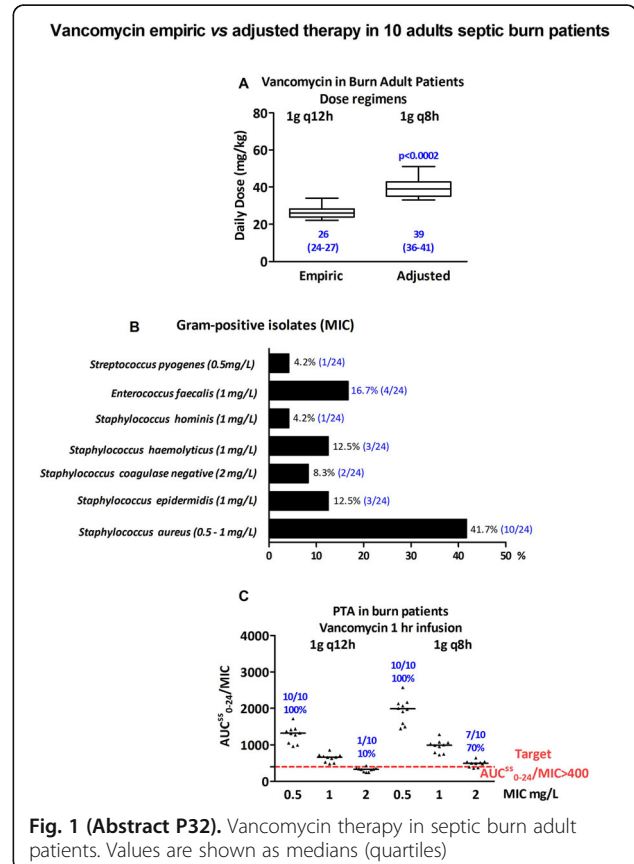 Vancomycin empiric vs adjusted therapy in 10 adults septic burn patients
A Vancomycin in Burn Adult Patients
Dose regimens
1g q12h 1g q8h
Daily Dose (mg/kg)
80
60
40
20
0
p<0.0002
26
(24-27)
39
(36-41)
Empiric Adjusted
B Gram-positive isolates (MIC)
Streptococcus pyogenes (0.5mg/L) 4.2% (1/24)
Enterococcus faecalis (1 mg/L) 16.7% (4/24)
Staphylococcus hominis (1 mg/L) 4.2% (1/24)
Staphylococcus haemolyticus (1 mg/L) 12.5% (3/24)
Staphylococcus coagulase negative (2 mg/L) 8.3% (2/24)
Staphylococcus epidermidis (1 mg/L) 12.5% (3/24)
Staphylococcus aureus (0.5 - 1 mg/L) 41.7% (10/24)
0 10 20 30 40 50 %
C PTA in burn patients
Vancomycin 1 hr infusion
1g q12h 1g q8h
AUCss0-24/MIC
4000
3000
2000
1000
0
10/10
100%
1/10
10%
10/10
100%
7/10
70%
Target
AUCss0-24/MIC>400
0.5 1 2 0.5 1 2 MIC mg/L
Fig. 1 (Abstract P32). Vancomycin therapy in septic burn adult
patients. Values are shown as medians (quartiles)